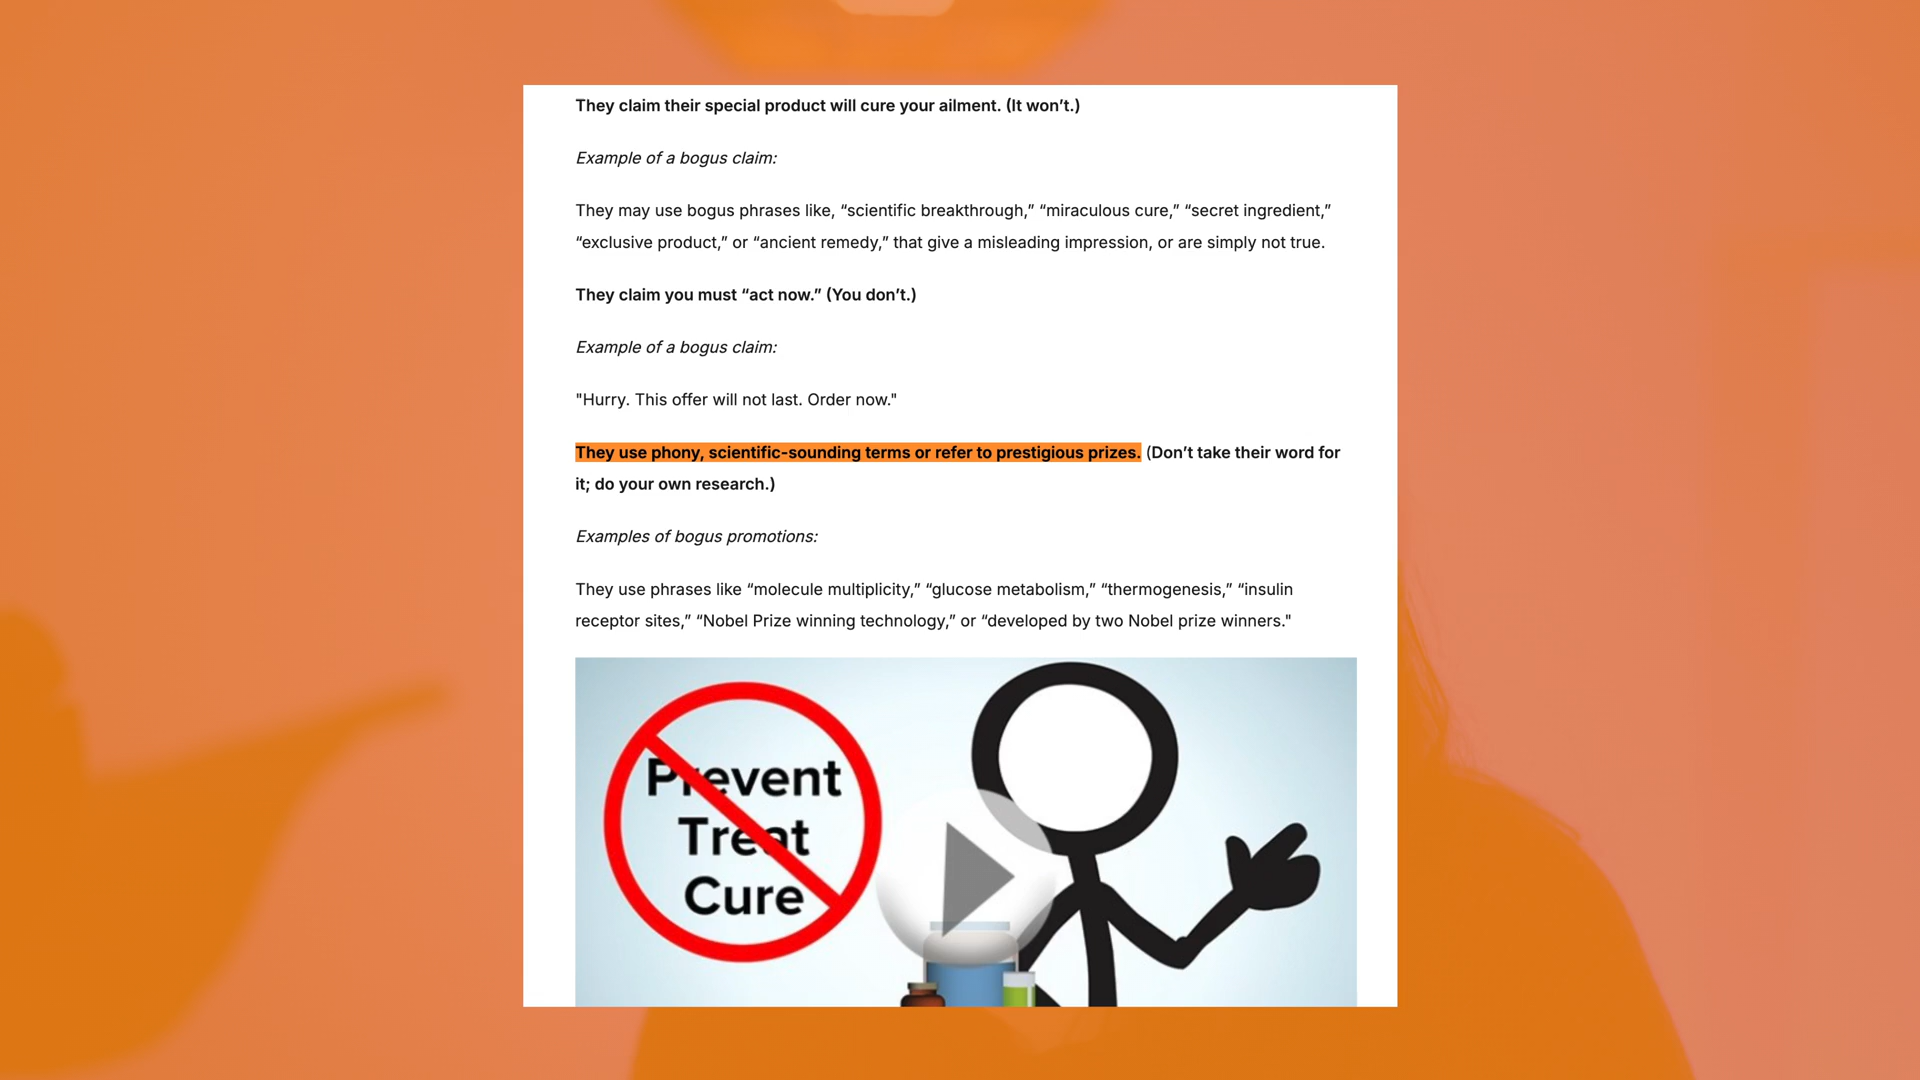 They claim their special product will cure your ailment. (It won’t.)
Example of a bogus claim:
They may use bogus phrases like, “scientific breakthrough,” “miraculous cure,” “secret ingredient,”
“exclusive product,” or “ancient remedy,” that give a misleading impression, or are simply not true.
They claim you must “act now.” (You don’t.)
Example of a bogus claim:
"Hurry. This offer will not last. Order now."
They use phony, scientific-sounding terms or refer to prestigious prizes. (Don’t take their word for
it; do your own research.)
Examples of bogus promotions:
They use phrases like “molecule multiplicity,” “glucose metabolism,” “thermogenesis,” “insulin
receptor sites,” “Nobel Prize winning technology,” or “developed by two Nobel prize winners."
Prevent
Treat
Cure